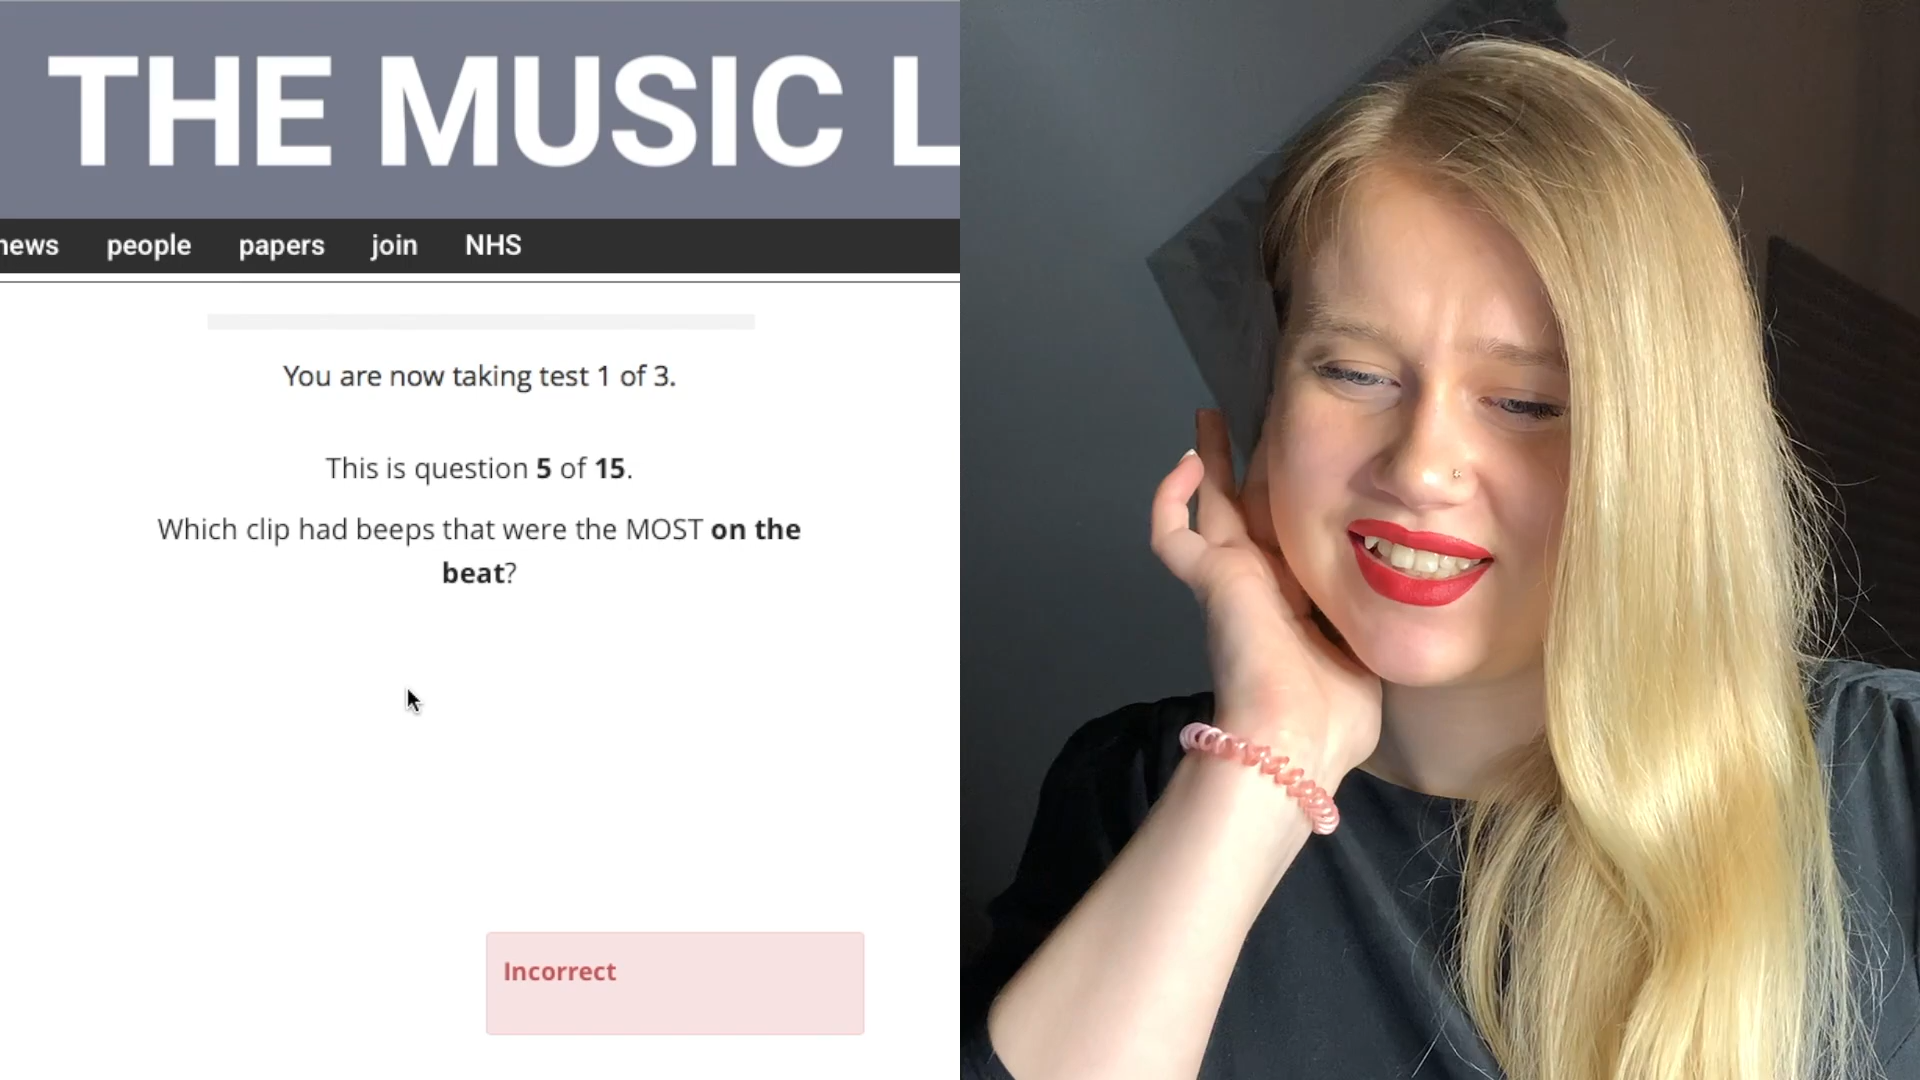 THE MUSIC L
news people papers join NHS
You are now taking test 1 of 3.
This is question 5 of 15.
Which clip had beeps that were the MOST on the
beat?
Incorrect